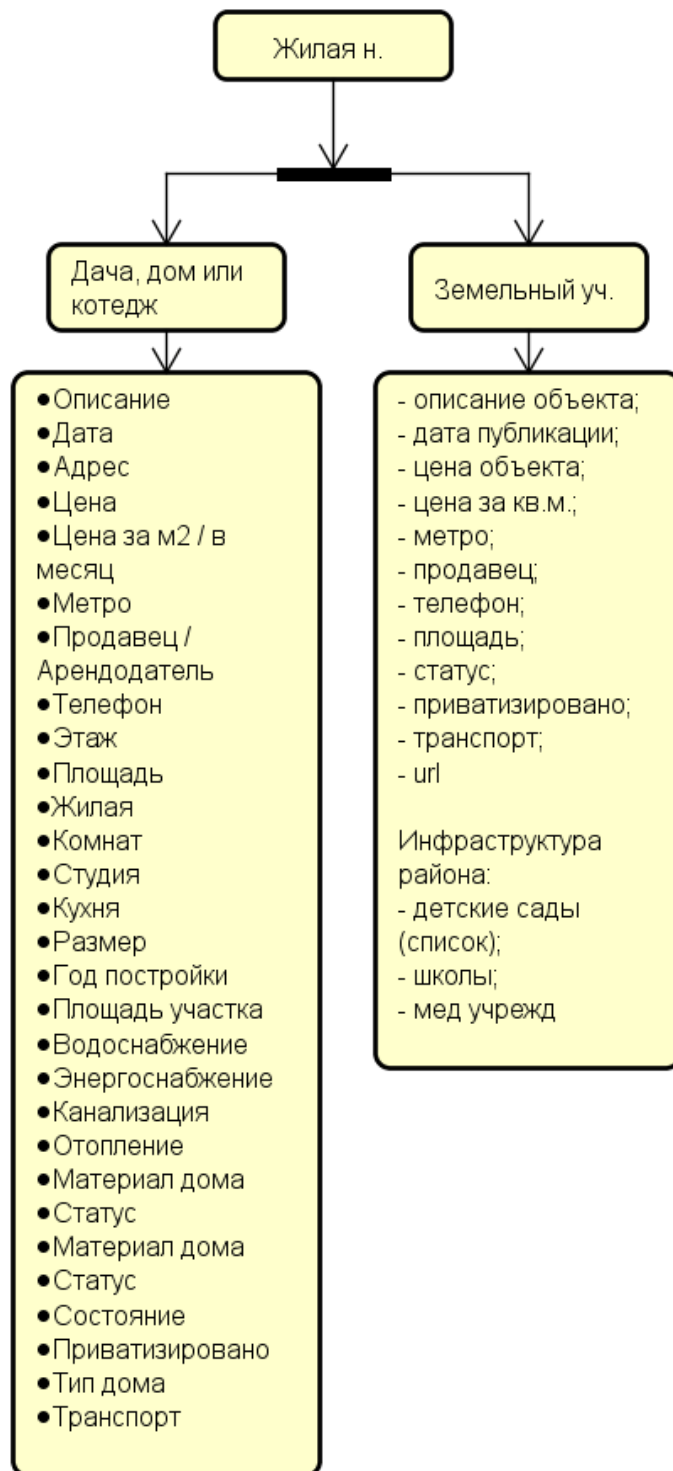 Жилая н.
Дача, дом или
котедж
Земельный уч.
●Описание
●Дата
●Адрес
●Цена
●Цена за м2 / в
месяц
●Метро
●Продавец /
Арендодатель
●Телефон
●Этаж
●Площадь
●Жилая
●Комнат
●Студия
●Кухня
●Размер
●Год постройки
●Площадь участка
●Водоснабжение
●Энергоснабжение
●Канализация
●Отопление
●Материал дома
●Статус
●Материал дома
●Статус
●Состояние
●Приватизировано
●Тип дома
●Транспорт
- описание объекта;
- дата публикации;
- цена объекта;
- цена за кв.м.;
- метро;
- продавец;
- телефон;
- площадь;
- статус;
- приватизировано;
- транспорт;
- url
Инфраструктура
района:
- детские сады
(список);
- школы;
- мед учрежд